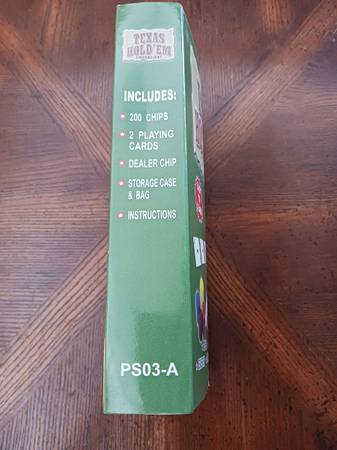 TEXAS
HOLD'EM
INCLUDES:
200 CHIPS
2 PLAYING
CARDS
DEALER CHIP
STORAGE CASE
& BAG
INSTRUCTIONS
PS03-A